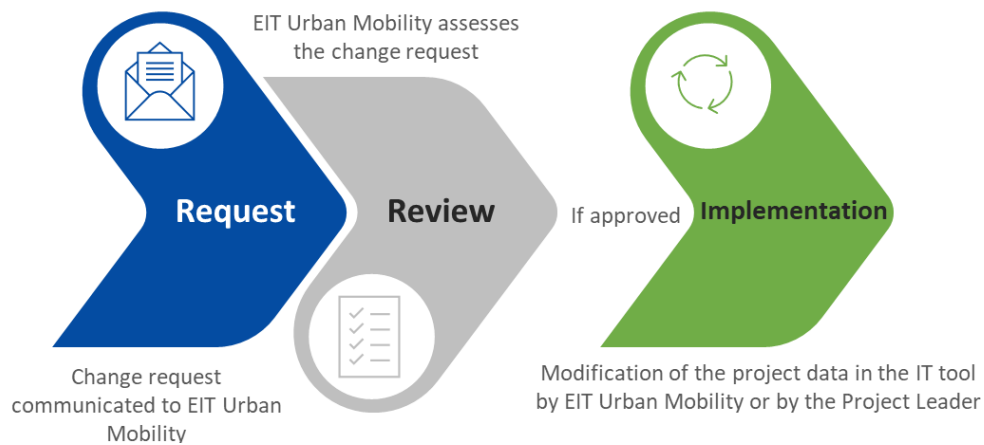 EIT Urban Mobility assesses
the change request
Request
Review
If approved
Implementation
Change request
communicated to EIT Urban
Mobility
Modification of the project data in the IT tool
by EIT Urban Mobility or by the Project Leader